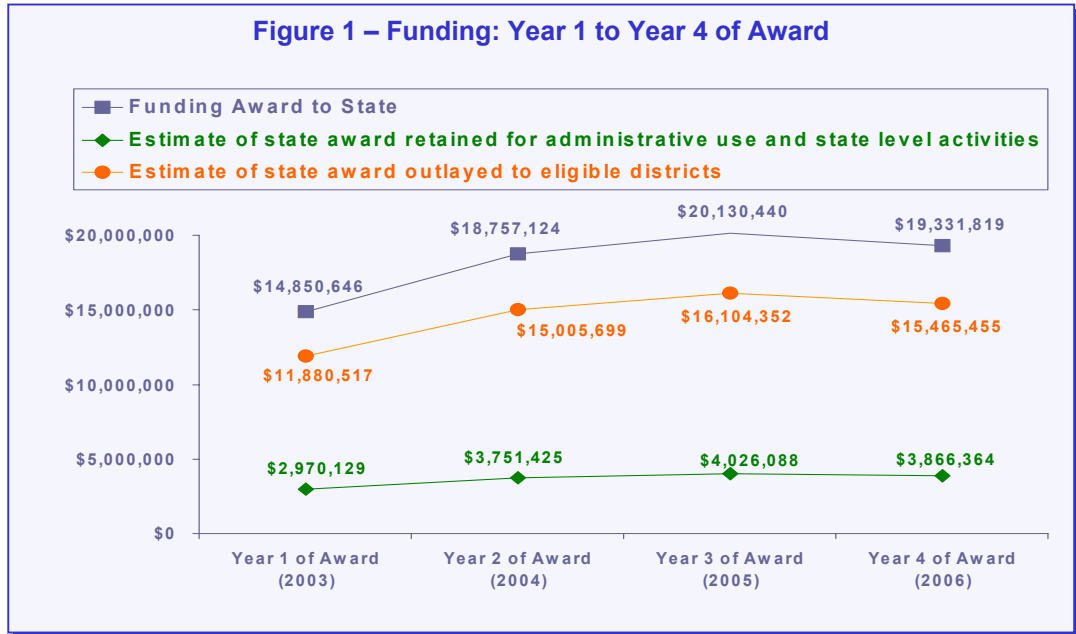 Figure 1 – Funding: Year 1 to Year 4 of Award
Funding Award to State
Estimate of state award retained for administrative use and state level activities
Estimate of state award outlayed to eligible districts
$20,000,000
$15,000,000
$10,000,000
$5,000,000
$0
$14,850,646
$18,757,124
$20,130,440
$19,331,819
$11,880,517
$15,005,699
$16,104,352
$15,465,455
$2,970,129
$3,751,425
$4,026,088
$3,866,364
Year 1 of Award
(2003)
Year 2 of Award
(2004)
Year 3 of Award
(2005)
Year 4 of Award
(2006)